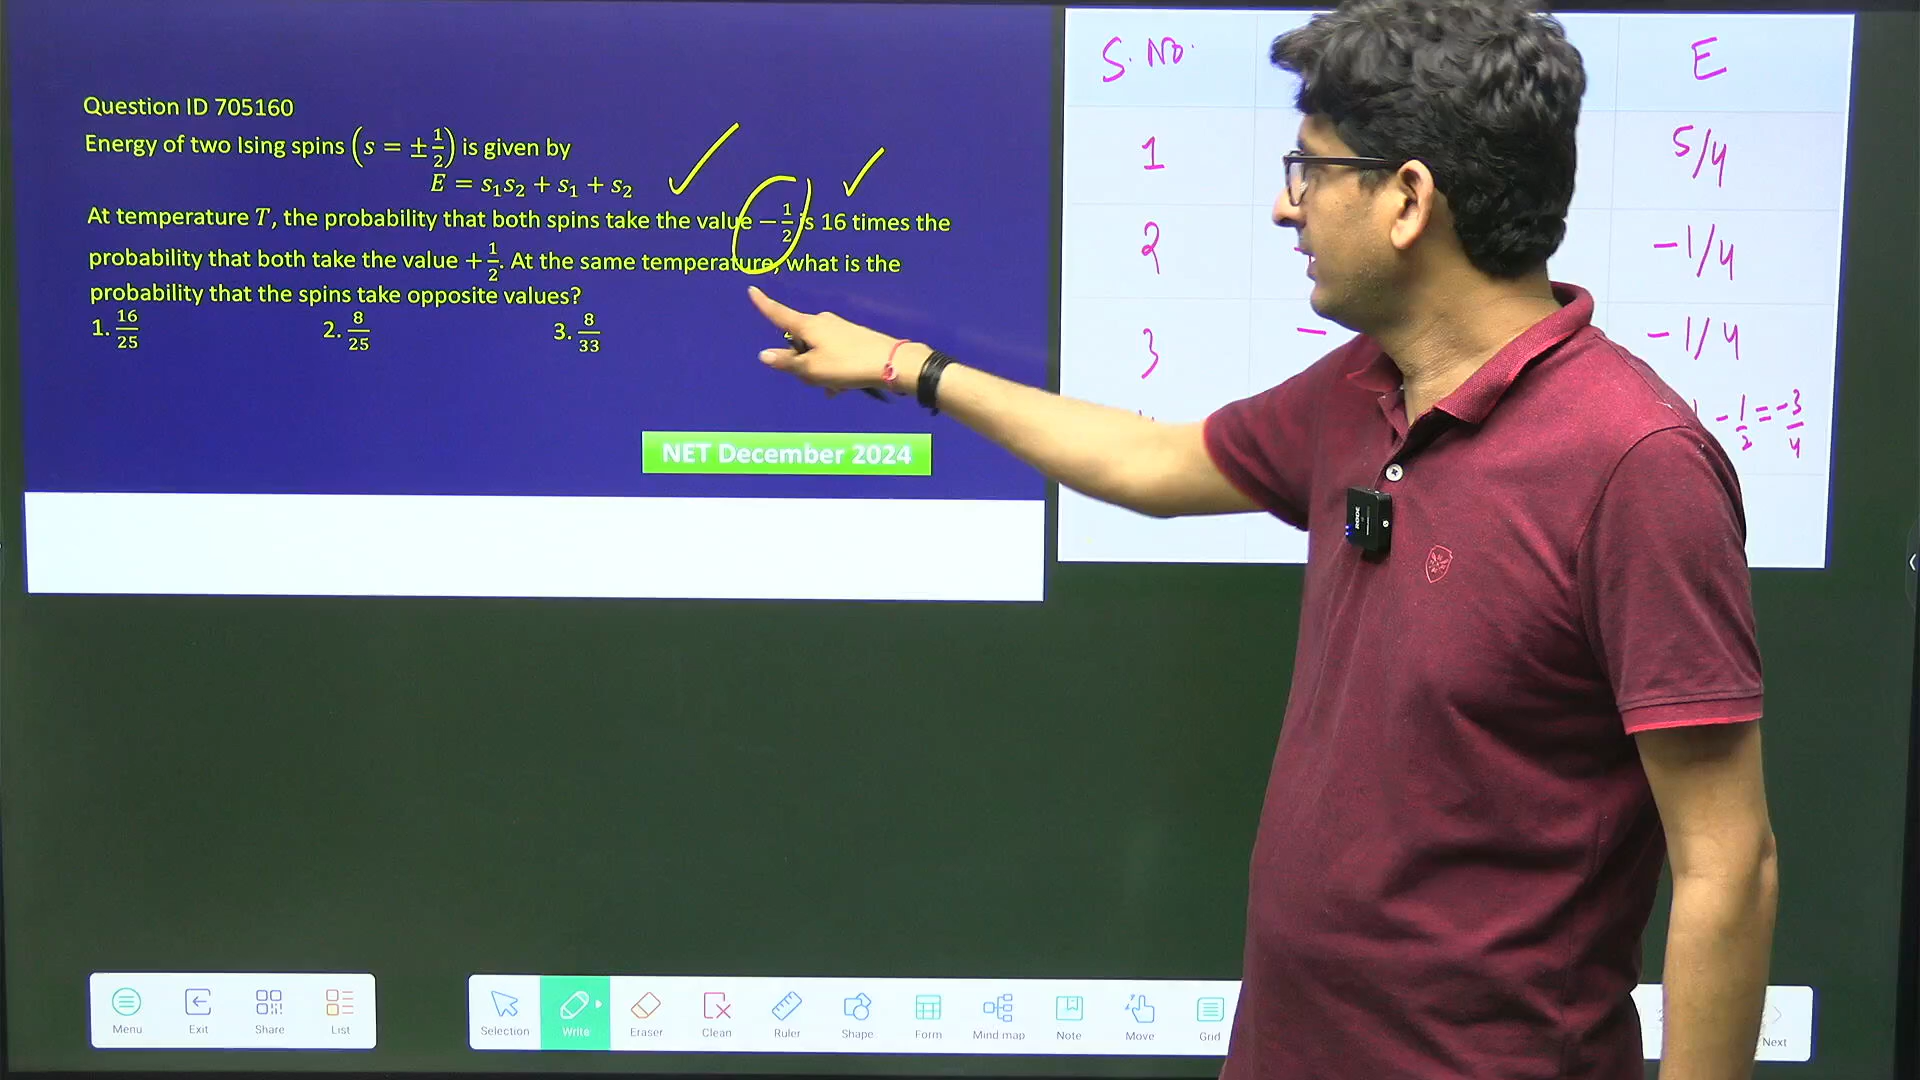 Question ID 705160
Energy of two Ising spins (s = ± 1/2) is given by
E = s₁s₂ + s₁ + s₂
At temperature T, the probability that both spins take the value − 1/2 is 16 times the
probability that both take the value + 1/2. At the same temperature, what is the
probability that the spins take opposite values?
1. 16/25 2. 8/25 3. 8/33
NET December 2024
S. No. E
1 5/4
2 -1/4
3 - -1/4
- 1/2 = -3/4
RODE
Menu Exit Share List
Selection Write Eraser Clean Ruler Shape Form Mind map Note Move Grid Next